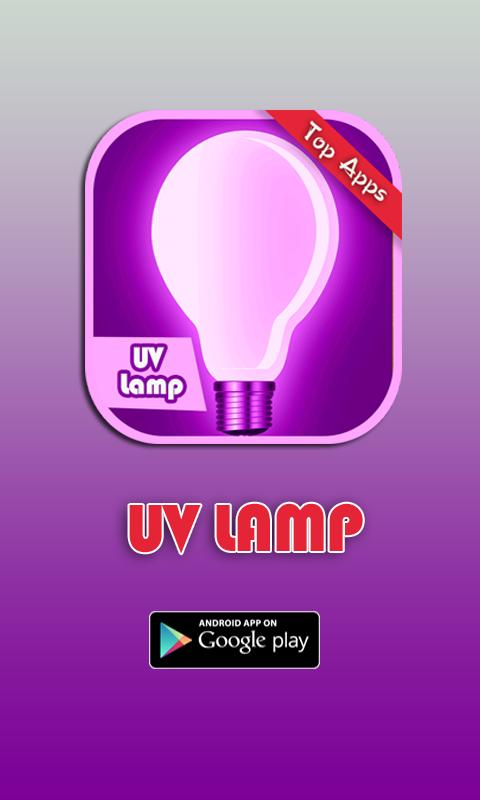 Top Apps
UV
Lamp
UV LAMP
ANDROID APP ON
Google play